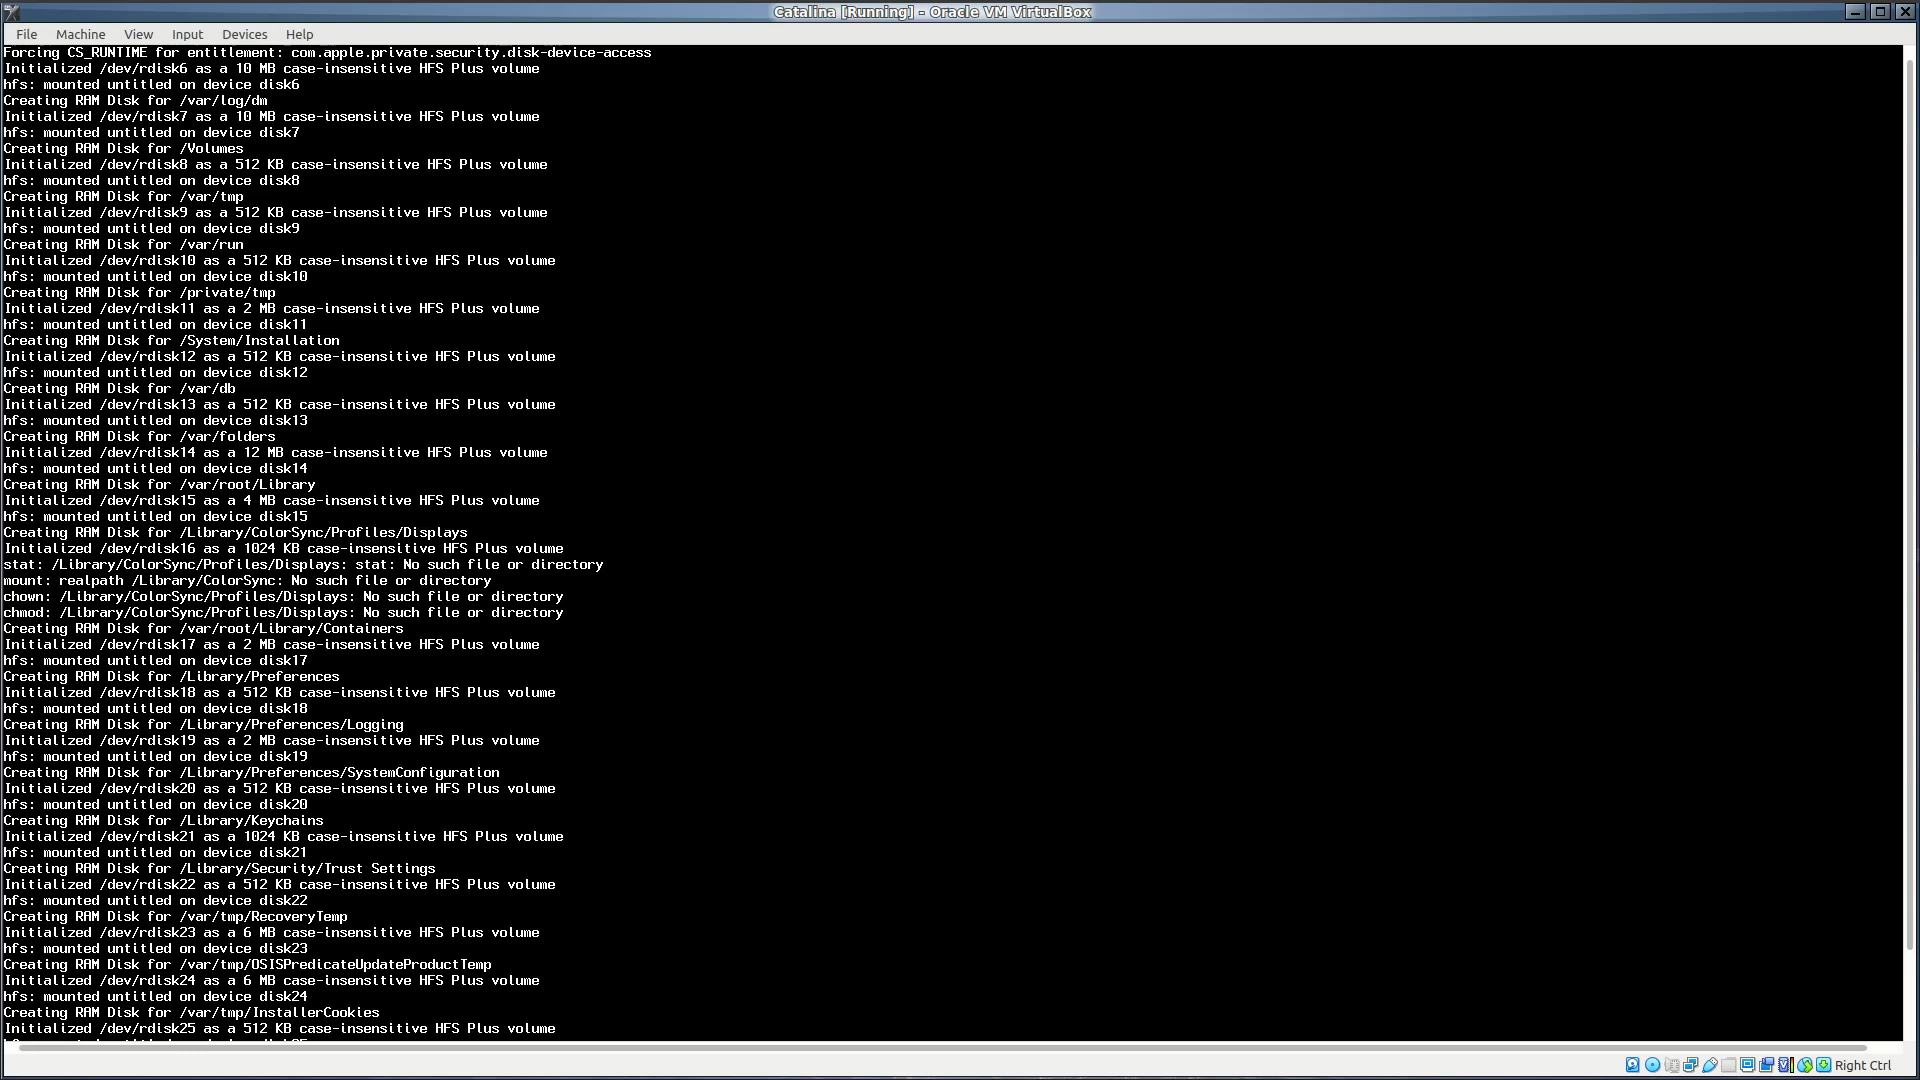 Catalina [Running] - Oracle VM VirtualBox
File Machine View Input Devices Help
Forcing CS_RUNTIME for entitlement: com.apple.private.security.disk-device-access
Initialized /dev/rdisk6 as a 10 MB case-insensitive HFS Plus volume
hfs: mounted untitled on device disk6
Creating RAM Disk for /var/log/dm
Initialized /dev/rdisk7 as a 10 MB case-insensitive HFS Plus volume
hfs: mounted untitled on device disk7
Creating RAM Disk for /Volumes
Initialized /dev/rdisk8 as a 512 KB case-insensitive HFS Plus volume
hfs: mounted untitled on device disk8
Creating RAM Disk for /var/tmp
Initialized /dev/rdisk9 as a 512 KB case-insensitive HFS Plus volume
hfs: mounted untitled on device disk9
Creating RAM Disk for /var/run
Initialized /dev/rdisk10 as a 512 KB case-insensitive HFS Plus volume
hfs: mounted untitled on device disk10
Creating RAM Disk for /private/tmp
Initialized /dev/rdisk11 as a 2 MB case-insensitive HFS Plus volume
hfs: mounted untitled on device disk11
Creating RAM Disk for /System/Installation
Initialized /dev/rdisk12 as a 512 KB case-insensitive HFS Plus volume
hfs: mounted untitled on device disk12
Creating RAM Disk for /var/db
Initialized /dev/rdisk13 as a 512 KB case-insensitive HFS Plus volume
hfs: mounted untitled on device disk13
Creating RAM Disk for /var/folders
Initialized /dev/rdisk14 as a 12 MB case-insensitive HFS Plus volume
hfs: mounted untitled on device disk14
Creating RAM Disk for /var/root/Library
Initialized /dev/rdisk15 as a 4 MB case-insensitive HFS Plus volume
hfs: mounted untitled on device disk15
Creating RAM Disk for /Library/ColorSync/Profiles/Displays
Initialized /dev/rdisk16 as a 1024 KB case-insensitive HFS Plus volume
stat: /Library/ColorSync/Profiles/Displays: stat: No such file or directory
mount: realpath /Library/ColorSync: No such file or directory
chown: /Library/ColorSync/Profiles/Displays: No such file or directory
chmod: /Library/ColorSync/Profiles/Displays: No such file or directory
Creating RAM Disk for /var/root/Library/Containers
Initialized /dev/rdisk17 as a 2 MB case-insensitive HFS Plus volume
hfs: mounted untitled on device disk17
Creating RAM Disk for /Library/Preferences
Initialized /dev/rdisk18 as a 512 KB case-insensitive HFS Plus volume
hfs: mounted untitled on device disk18
Creating RAM Disk for /Library/Preferences/Logging
Initialized /dev/rdisk19 as a 2 MB case-insensitive HFS Plus volume
hfs: mounted untitled on device disk19
Creating RAM Disk for /Library/Preferences/SystemConfiguration
Initialized /dev/rdisk20 as a 512 KB case-insensitive HFS Plus volume
hfs: mounted untitled on device disk20
Creating RAM Disk for /Library/Keychains
Initialized /dev/rdisk21 as a 1024 KB case-insensitive HFS Plus volume
hfs: mounted untitled on device disk21
Creating RAM Disk for /Library/Security/Trust Settings
Initialized /dev/rdisk22 as a 512 KB case-insensitive HFS Plus volume
hfs: mounted untitled on device disk22
Creating RAM Disk for /var/tmp/RecoveryTemp
Initialized /dev/rdisk23 as a 6 MB case-insensitive HFS Plus volume
hfs: mounted untitled on device disk23
Creating RAM Disk for /var/tmp/OSISPredicateUpdateProductTemp
Initialized /dev/rdisk24 as a 6 MB case-insensitive HFS Plus volume
hfs: mounted untitled on device disk24
Creating RAM Disk for /var/tmp/InstallerCookies
Initialized /dev/rdisk25 as a 512 KB case-insensitive HFS Plus volume
Right Ctrl